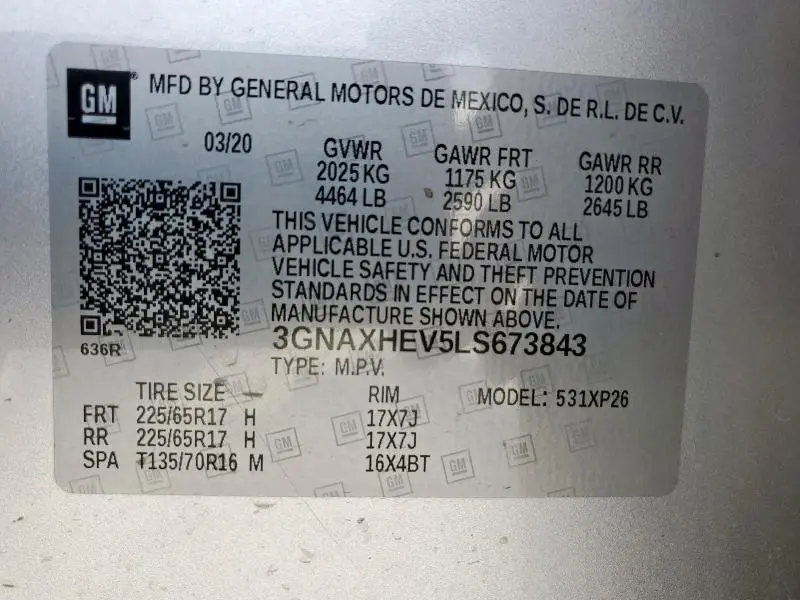 GM
MFD BY GENERAL MOTORS DE MEXICO, S. DE R.L. DE C.V.
03/20 GVWR GAWR FRT GAWR RR
2025 KG 1175 KG 1200 KG
4464 LB 2590 LB 2645 LB
THIS VEHICLE CONFORMS TO ALL
APPLICABLE U.S. FEDERAL MOTOR
VEHICLE SAFETY AND THEFT PREVENTION
STANDARDS IN EFFECT ON THE DATE OF
MANUFACTURE SHOWN ABOVE.
636R
3GNAXHEV5LS673843
TYPE: M.P.V.
TIRE SIZE RIM MODEL: 531XP26
FRT 225/65R17 H 17X7J
RR 225/65R17 H 17X7J
SPA T135/70R16 M 16X4BT